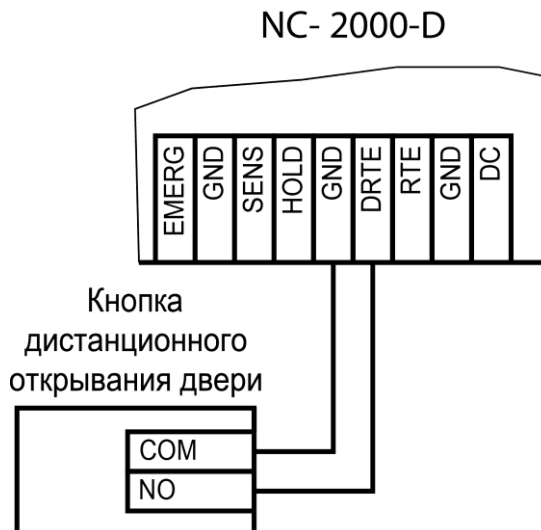 NC- 2000-D
EMERG
GND
SENS
HOLD
GND
DRTE
RTE
GND
DC
Кнопка
дистанционного
открывания двери
COM
NO